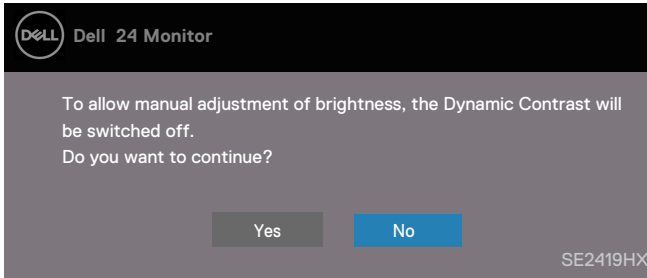 DELL
Dell 24 Monitor
To allow manual adjustment of brightness, the Dynamic Contrast will
be switched off.
Do you want to continue?
Yes
No
SE2419HX